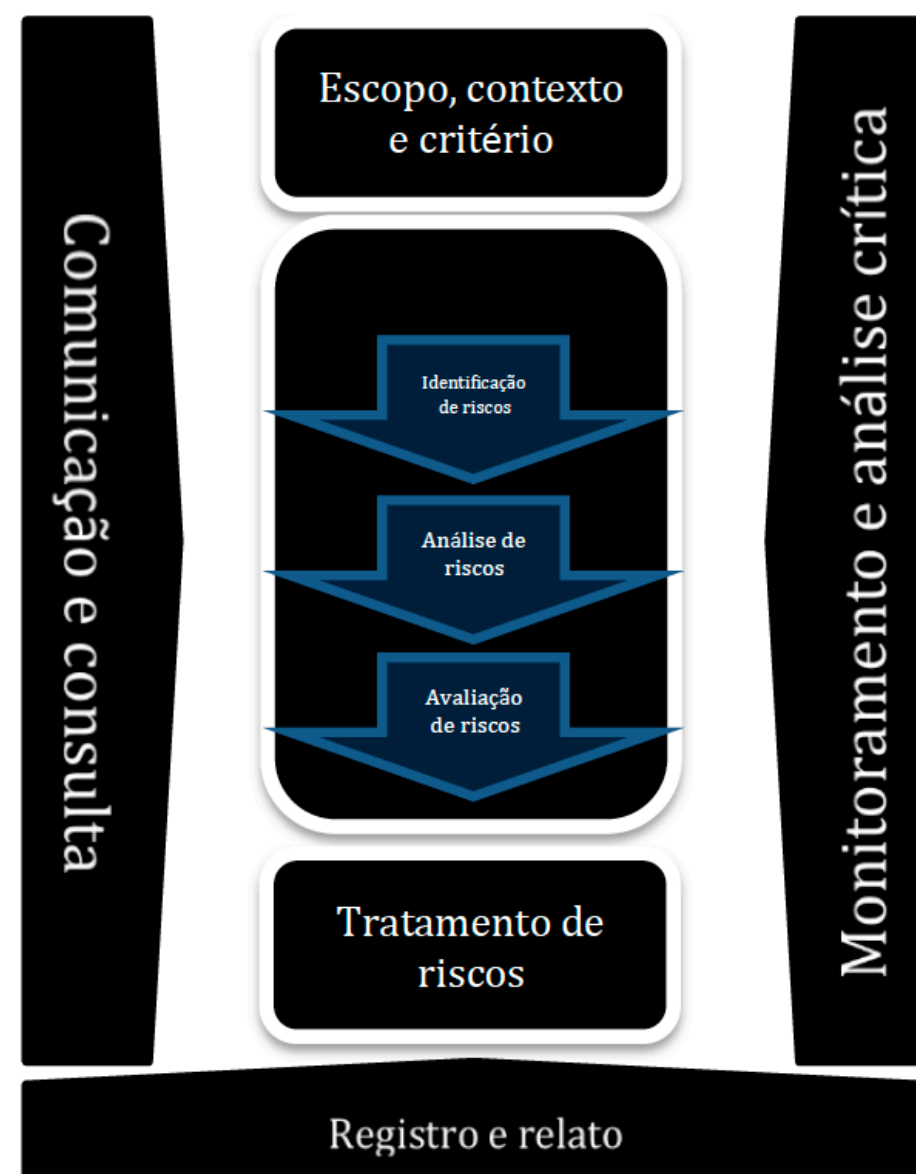 Escopo, contexto
e critério
Comunicação e consulta
Identificação
de riscos
Análise de
riscos
Avaliação
de riscos
Monitoramento e análise crítica
Tratamento de
riscos
Registro e relato